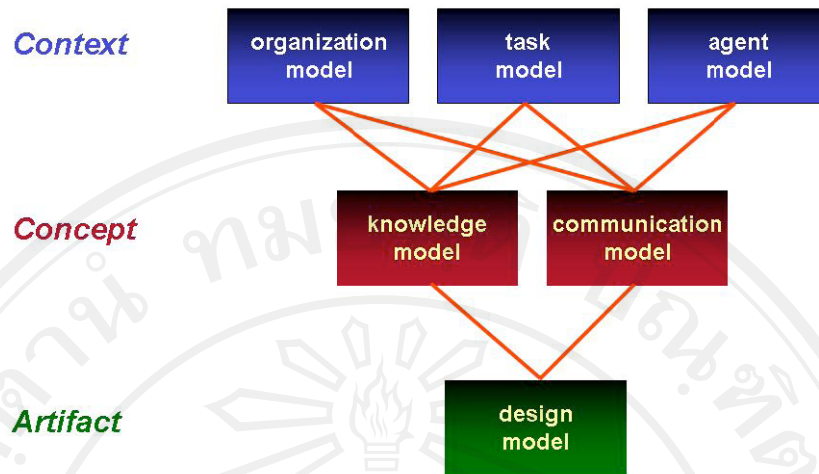 Context
organization
model
task
model
agent
model
Concept
knowledge
model
communication
model
Artifact
design
model